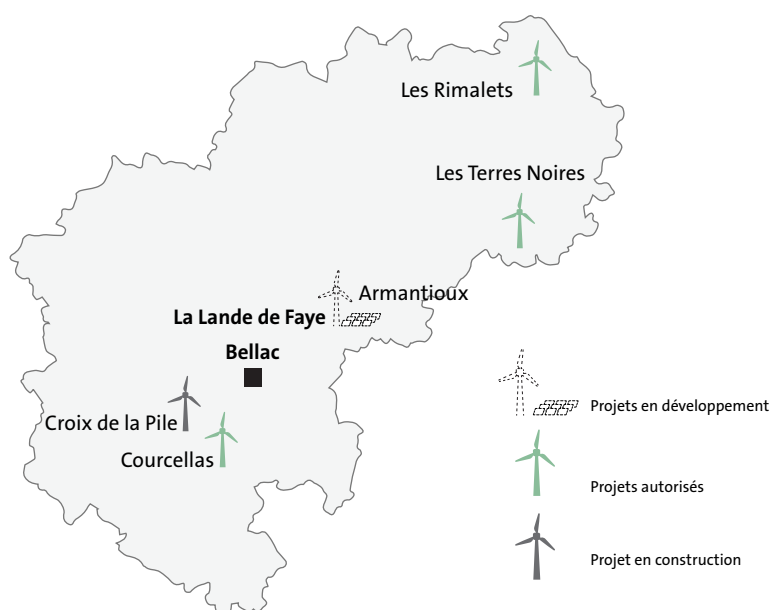 Les Rimalets
Les Terres Noires
Armantioux
La Lande de Faye
Bellac
Croix de la Pile
Courcellas
Projets en développement
Projets autorisés
Projet en construction